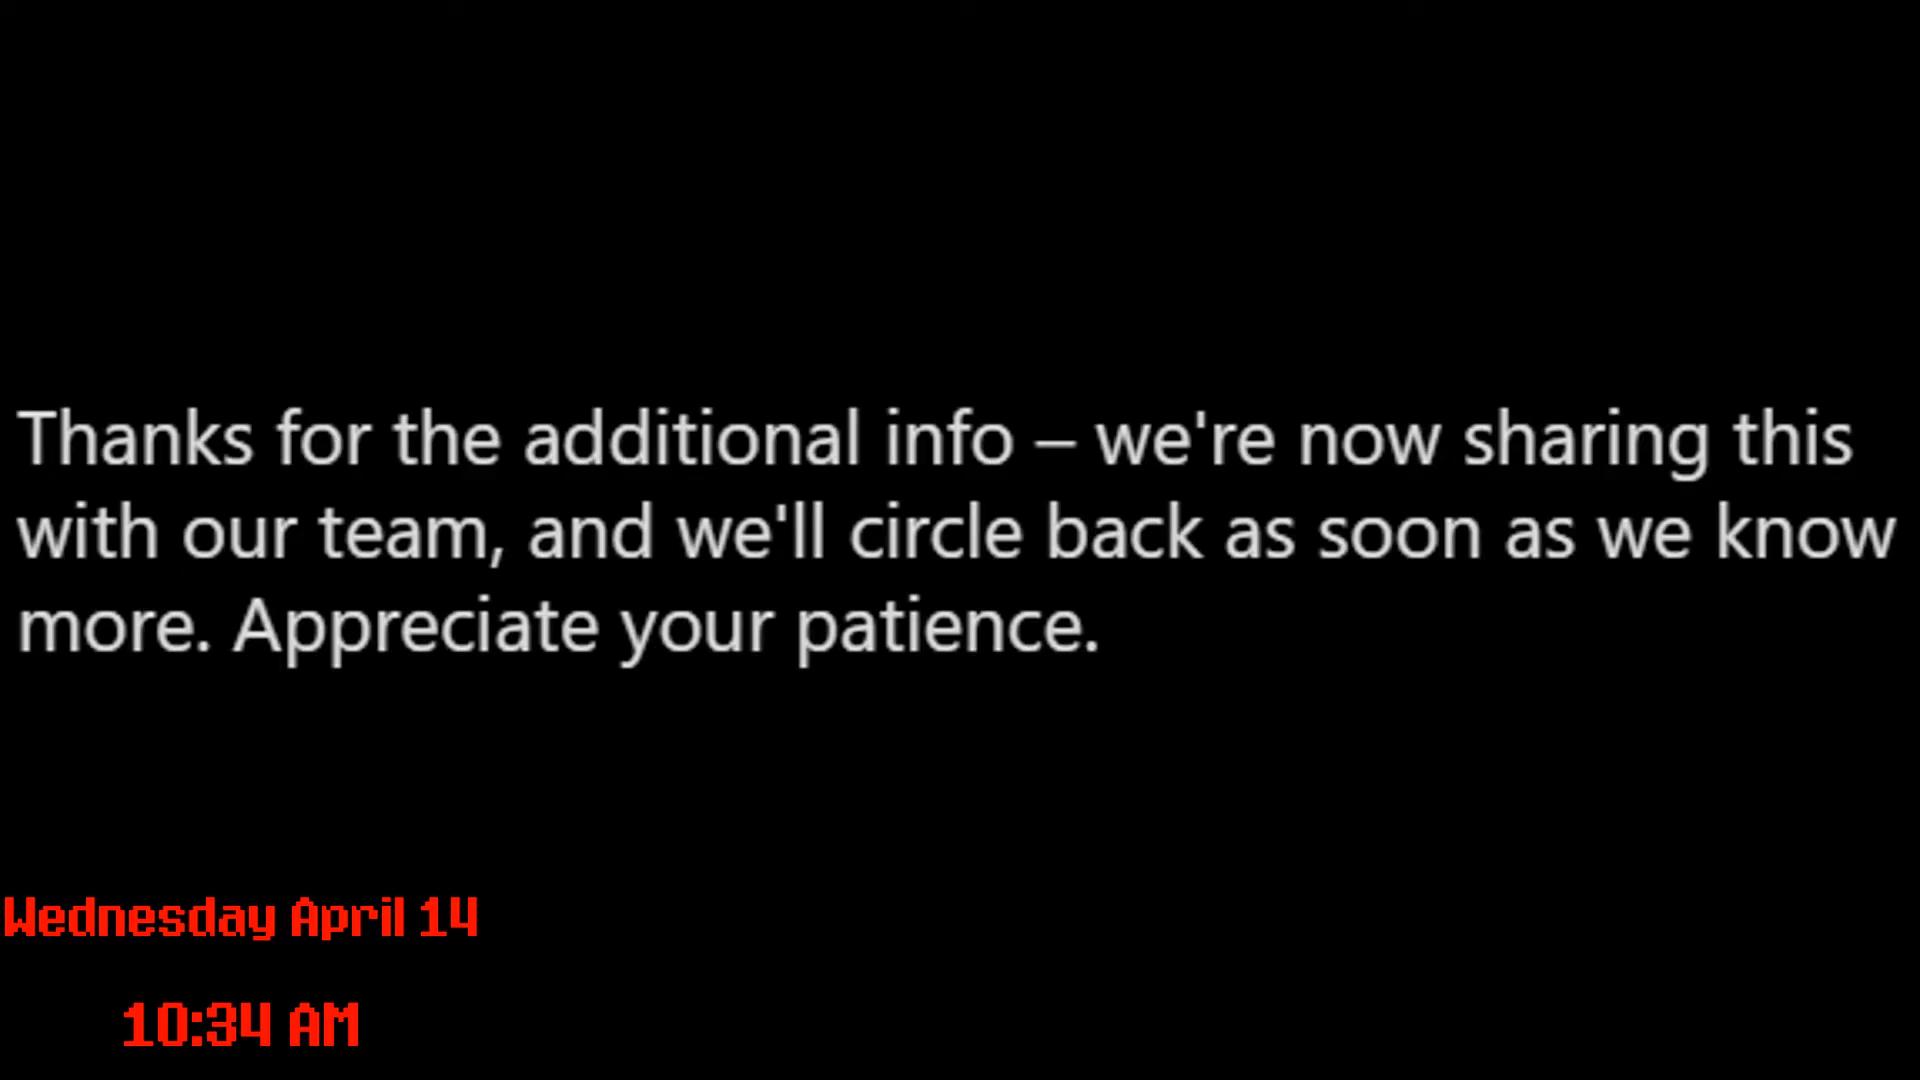 Thanks for the additional info – we're now sharing this
with our team, and we'll circle back as soon as we know
more. Appreciate your patience.
Wednesday April 14
10:34 AM